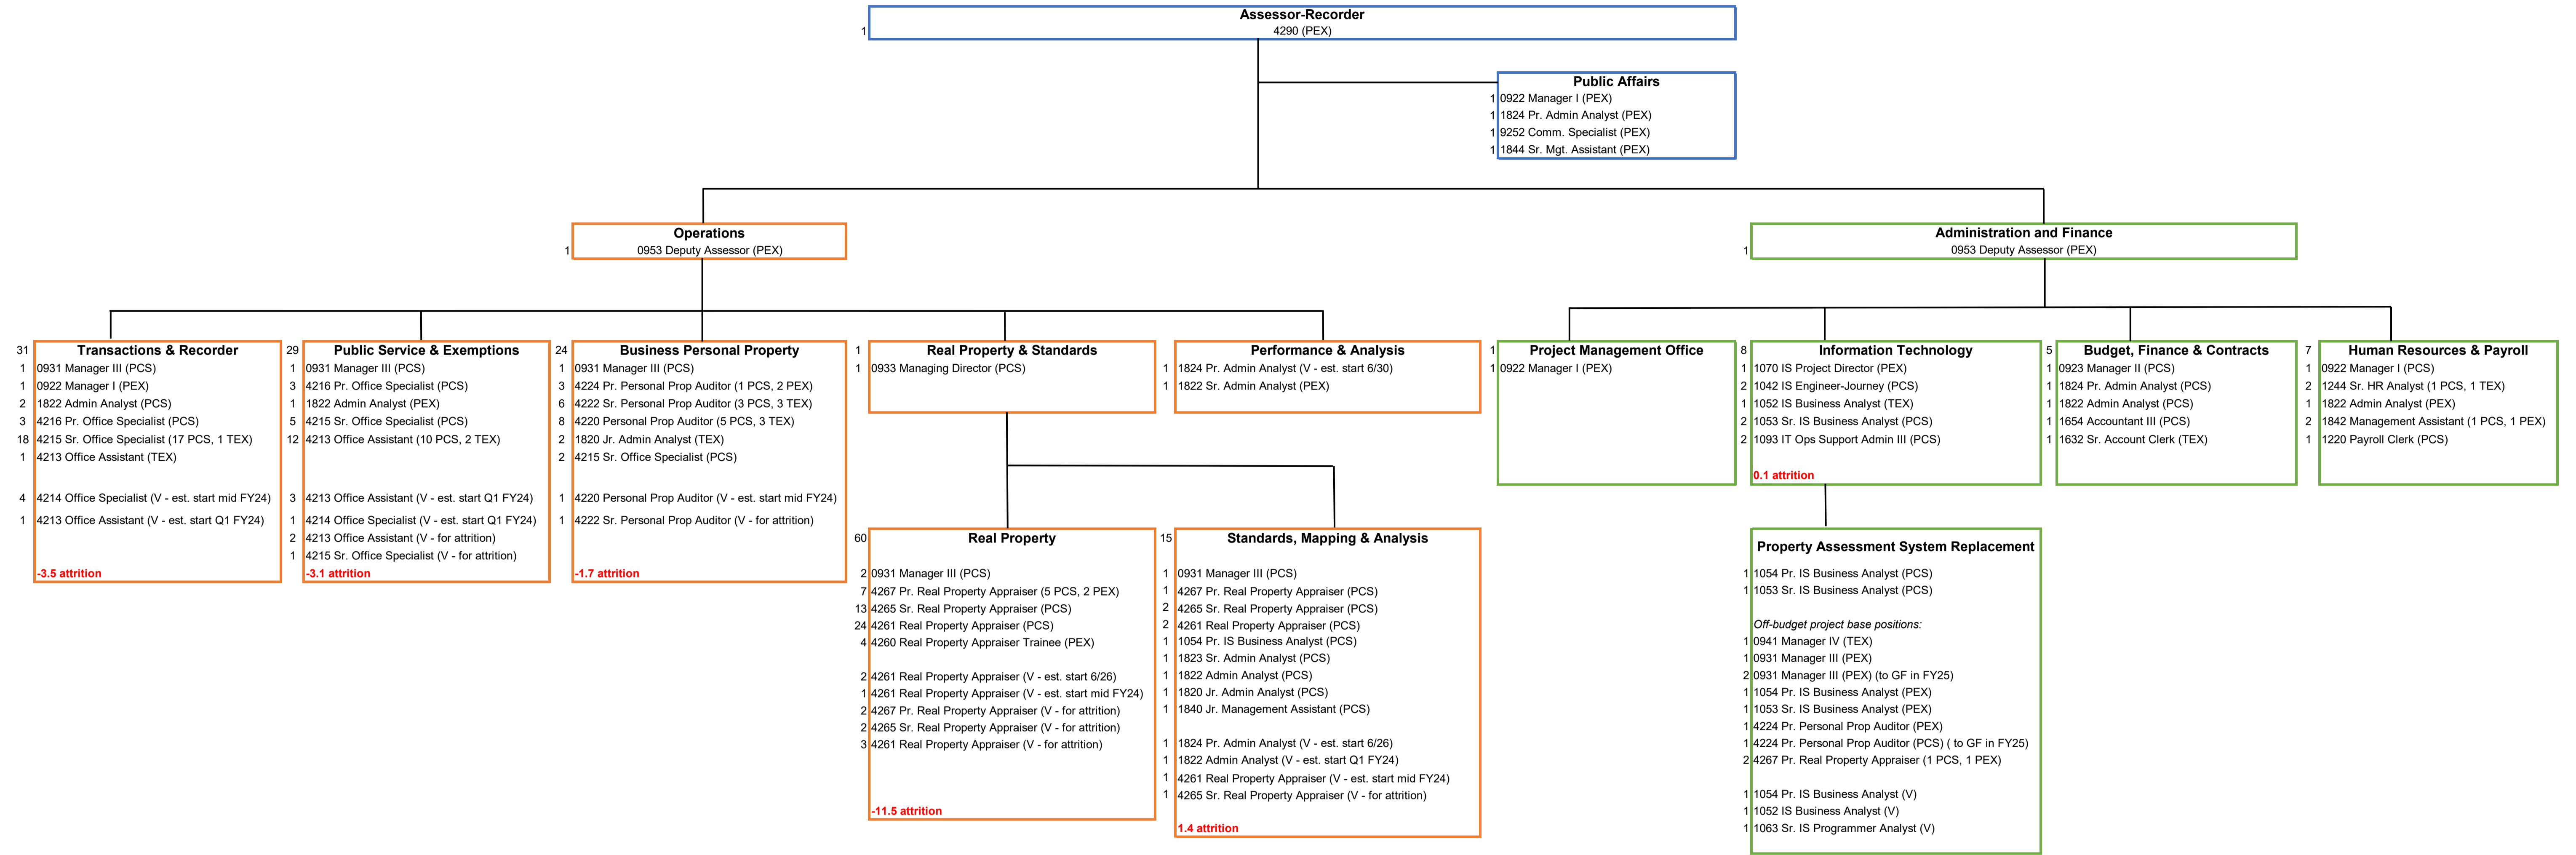 Assessor-Recorder
1 4290 (PEX)
Public Affairs
1 0922 Manager I (PEX)
1 1824 Pr. Admin Analyst (PEX)
1 9252 Comm. Specialist (PEX)
1 1844 Sr. Mgt. Assistant (PEX)
Operations
1 0953 Deputy Assessor (PEX)
Administration and Finance
1 0953 Deputy Assessor (PEX)
31 Transactions & Recorder
1 0931 Manager III (PCS)
1 0922 Manager I (PEX)
2 1822 Admin Analyst (PCS)
3 4216 Pr. Office Specialist (PCS)
18 4215 Sr. Office Specialist (17 PCS, 1 TEX)
1 4213 Office Assistant (TEX)
4 4214 Office Specialist (V - est. start mid FY24)
1 4213 Office Assistant (V - est. start Q1 FY24)
-3.5 attrition
29 Public Service & Exemptions
1 0931 Manager III (PCS)
3 4216 Pr. Office Specialist (PCS)
1 1822 Admin Analyst (PEX)
5 4215 Sr. Office Specialist (PCS)
12 4213 Office Assistant (10 PCS, 2 TEX)
3 4213 Office Assistant (V - est. start Q1 FY24)
1 4214 Office Specialist (V - est. start Q1 FY24)
2 4213 Office Assistant (V - for attrition)
1 4215 Sr. Office Specialist (V - for attrition)
-3.1 attrition
24 Business Personal Property
1 0931 Manager III (PCS)
3 4224 Pr. Personal Prop Auditor (1 PCS, 2 PEX)
6 4222 Sr. Personal Prop Auditor (3 PCS, 3 TEX)
8 4220 Personal Prop Auditor (5 PCS, 3 TEX)
2 1820 Jr. Admin Analyst (TEX)
2 4215 Sr. Office Specialist (PCS)
1 4220 Personal Prop Auditor (V - est. start mid FY24)
1 4222 Sr. Personal Prop Auditor (V - for attrition)
-1.7 attrition
1 Real Property & Standards
1 0933 Managing Director (PCS)
Performance & Analysis
1 1824 Pr. Admin Analyst (V - est. start 6/30)
1 1822 Sr. Admin Analyst (PEX)
1 Project Management Office
1 0922 Manager I (PEX)
8 Information Technology
1 1070 IS Project Director (PEX)
2 1042 IS Engineer-Journey (PCS)
1 1052 IS Business Analyst (TEX)
2 1053 Sr. IS Business Analyst (PCS)
2 1093 IT Ops Support Admin III (PCS)
0.1 attrition
5 Budget, Finance & Contracts
1 0923 Manager II (PCS)
1 1824 Pr. Admin Analyst (PCS)
1 1822 Admin Analyst (PCS)
1 1654 Accountant III (PCS)
1 1632 Sr. Account Clerk (TEX)
7 Human Resources & Payroll
1 0922 Manager I (PCS)
2 1244 Sr. HR Analyst (1 PCS, 1 TEX)
1 1822 Admin Analyst (PEX)
2 1842 Management Assistant (1 PCS, 1 PEX)
1 1220 Payroll Clerk (PCS)
60 Real Property
2 0931 Manager III (PCS)
7 4267 Pr. Real Property Appraiser (5 PCS, 2 PEX)
13 4265 Sr. Real Property Appraiser (PCS)
24 4261 Real Property Appraiser (PCS)
4 4260 Real Property Appraiser Trainee (PEX)
2 4261 Real Property Appraiser (V - est. start 6/26)
1 4261 Real Property Appraiser (V - est. start mid FY24)
2 4267 Pr. Real Property Appraiser (V - for attrition)
2 4265 Sr. Real Property Appraiser (V - for attrition)
3 4261 Real Property Appraiser (V - for attrition)
-11.5 attrition
15 Standards, Mapping & Analysis
1 0931 Manager III (PCS)
1 4267 Pr. Real Property Appraiser (PCS)
2 4265 Sr. Real Property Appraiser (PCS)
2 4261 Real Property Appraiser (PCS)
1 1054 Pr. IS Business Analyst (PCS)
1 1823 Sr. Admin Analyst (PCS)
1 1822 Admin Analyst (PCS)
1 1820 Jr. Admin Analyst (PCS)
1 1840 Jr. Management Assistant (PCS)
1 1824 Pr. Admin Analyst (V - est. start 6/26)
1 1822 Admin Analyst (V - est. start Q1 FY24)
1 4261 Real Property Appraiser (V - est. start mid FY24)
1 4265 Sr. Real Property Appraiser (V - for attrition)
1.4 attrition
Property Assessment System Replacement
1 1054 Pr. IS Business Analyst (PCS)
1 1053 Sr. IS Business Analyst (PCS)
Off-budget project base positions:
1 0941 Manager IV (TEX)
1 0931 Manager III (PEX)
2 0931 Manager III (PEX) (to GF in FY25)
1 1054 Pr. IS Business Analyst (PEX)
1 1053 Sr. IS Business Analyst (PEX)
1 4224 Pr. Personal Prop Auditor (PEX)
1 4224 Pr. Personal Prop Auditor (PCS) ( to GF in FY25)
2 4267 Pr. Real Property Appraiser (1 PCS, 1 PEX)
1 1054 Pr. IS Business Analyst (V)
1 1052 IS Business Analyst (V)
1 1063 Sr. IS Programmer Analyst (V)